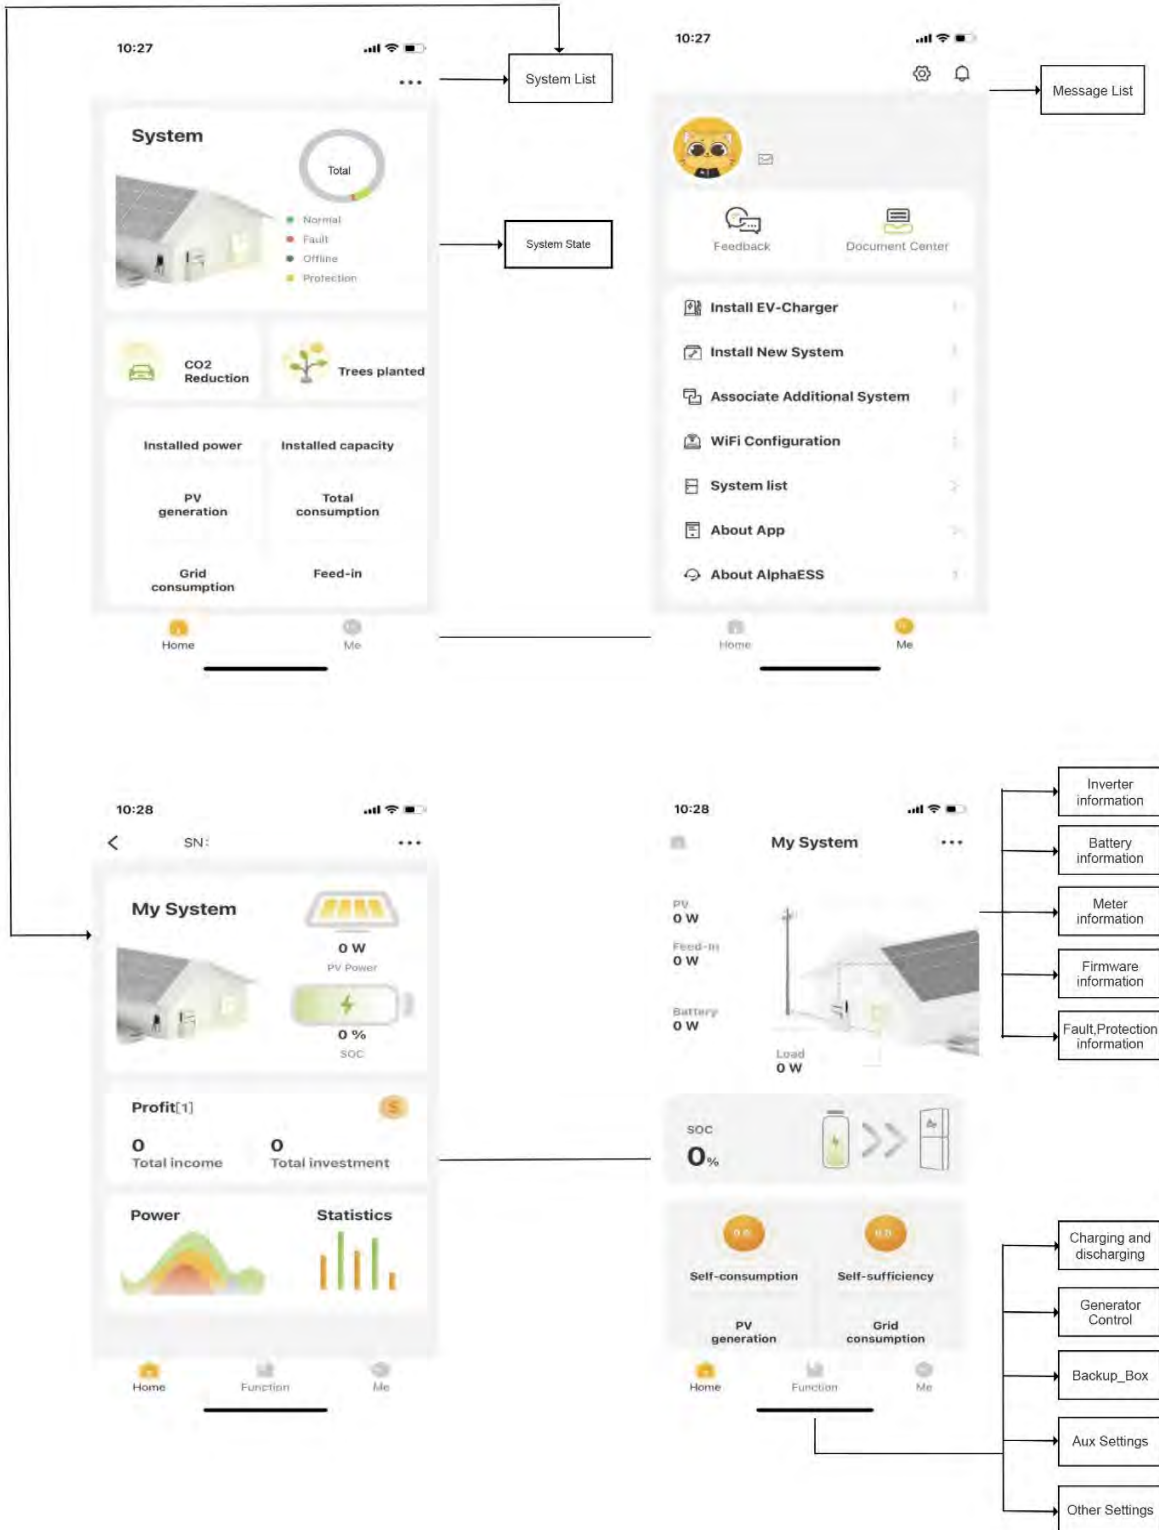 10:27
System List
System
Total
Normal
Fault
Offline
Protection
System State
CO2
Reduction
Trees planted
Installed power
Installed capacity
PV
generation
Total
consumption
Grid
consumption
Feed-in
Home
Me
10:27
Message List
Feedback
Document Center
Install EV-Charger
Install New System
Associate Additional System
WiFi Configuration
System list
About App
About AlphaESS
Home
Me
10:28
SN:
My System
0 W
PV Power
0 %
SOC
Profit[1]
0
Total income
0
Total investment
Power
Statistics
Home
Function
Me
10:28
My System
PV
0 W
Feed-in
0 W
Battery
0 W
Load
0 W
SOC
0%
Self-consumption
Self-sufficiency
PV
generation
Grid
consumption
Home
Function
Me
Inverter
information
Battery
information
Meter
information
Firmware
information
Fault,Protection
information
Charging and
discharging
Generator
Control
Backup_Box
Aux Settings
Other Settings